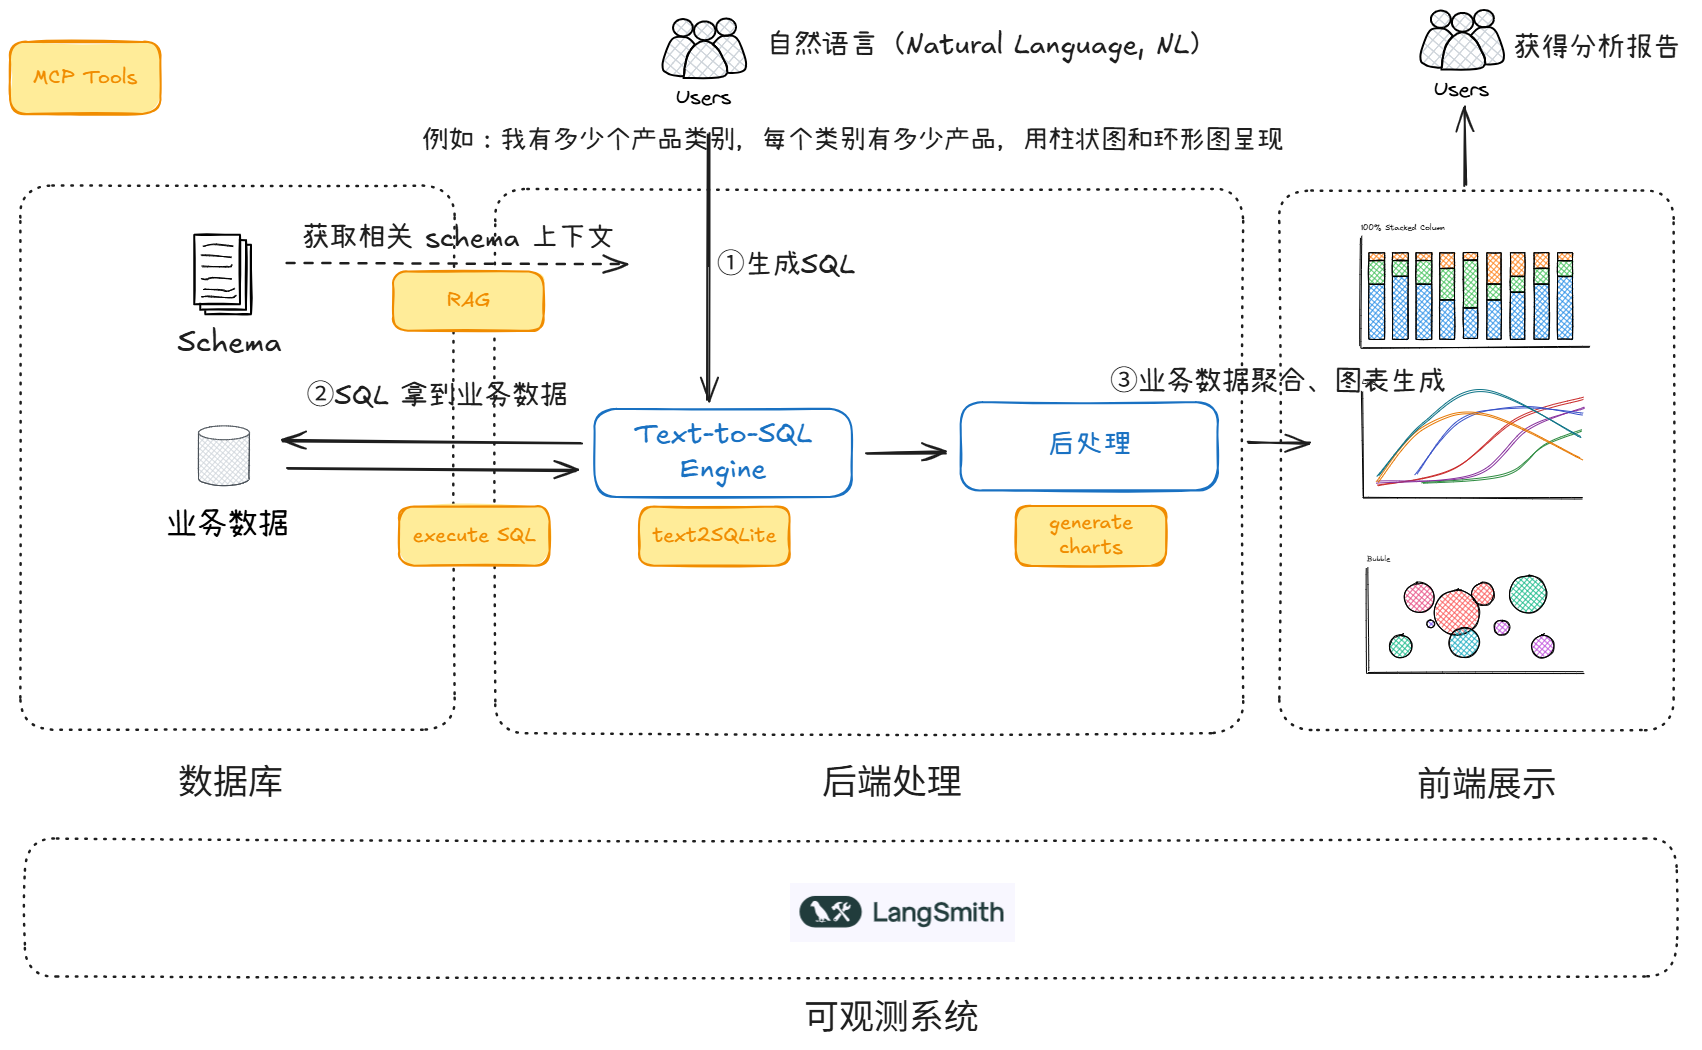 MCP Tools
自然语言（Natural Language, NL）
Users
获得分析报告
Users
例如：我有多少个产品类别，每个类别有多少产品，用柱状图和环形图呈现
获取相关 schema 上下文
RAG
Schema
①生成SQL
②SQL 拿到业务数据
业务数据
execute SQL
Text-to-SQL
Engine
text2SQLite
后处理
generate
charts
③业务数据聚合、图表生成
100% Stacked Column
Bubble
数据库
后端处理
前端展示
LangSmith
可观测系统